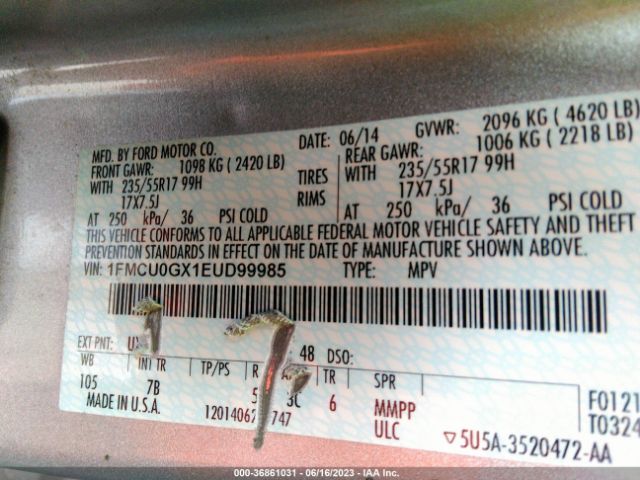 MFD. BY FORD MOTOR CO.
DATE: 06/14 GVWR: 2096 KG ( 4620 LB)
FRONT GAWR: 1098 KG ( 2420 LB)
REAR GAWR: 1006 KG ( 2218 LB)
WITH 235/55R17 99H TIRES WITH 235/55R17 99H
17X7.5J RIMS 17X7.5J
AT 250 kPa/ 36 PSI COLD AT 250 kPa/ 36 PSI COLD
THIS VEHICLE CONFORMS TO ALL APPLICABLE FEDERAL MOTOR VEHICLE SAFETY AND THEFT
PREVENTION STANDARDS IN EFFECT ON THE DATE OF MANUFACTURE SHOWN ABOVE.
VIN: 1FMCU0GX1EUD99985 TYPE: MPV
EXT PNT: 48 DSO:
WB INT TR TP/PS R TR SPR
105 7B 5 6 MMPP
MADE IN U.S.A. 747 ULC
F0121
T0324
5U5A-3520472-AA
000-36861031 - 06/16/2023 - IAA Inc.